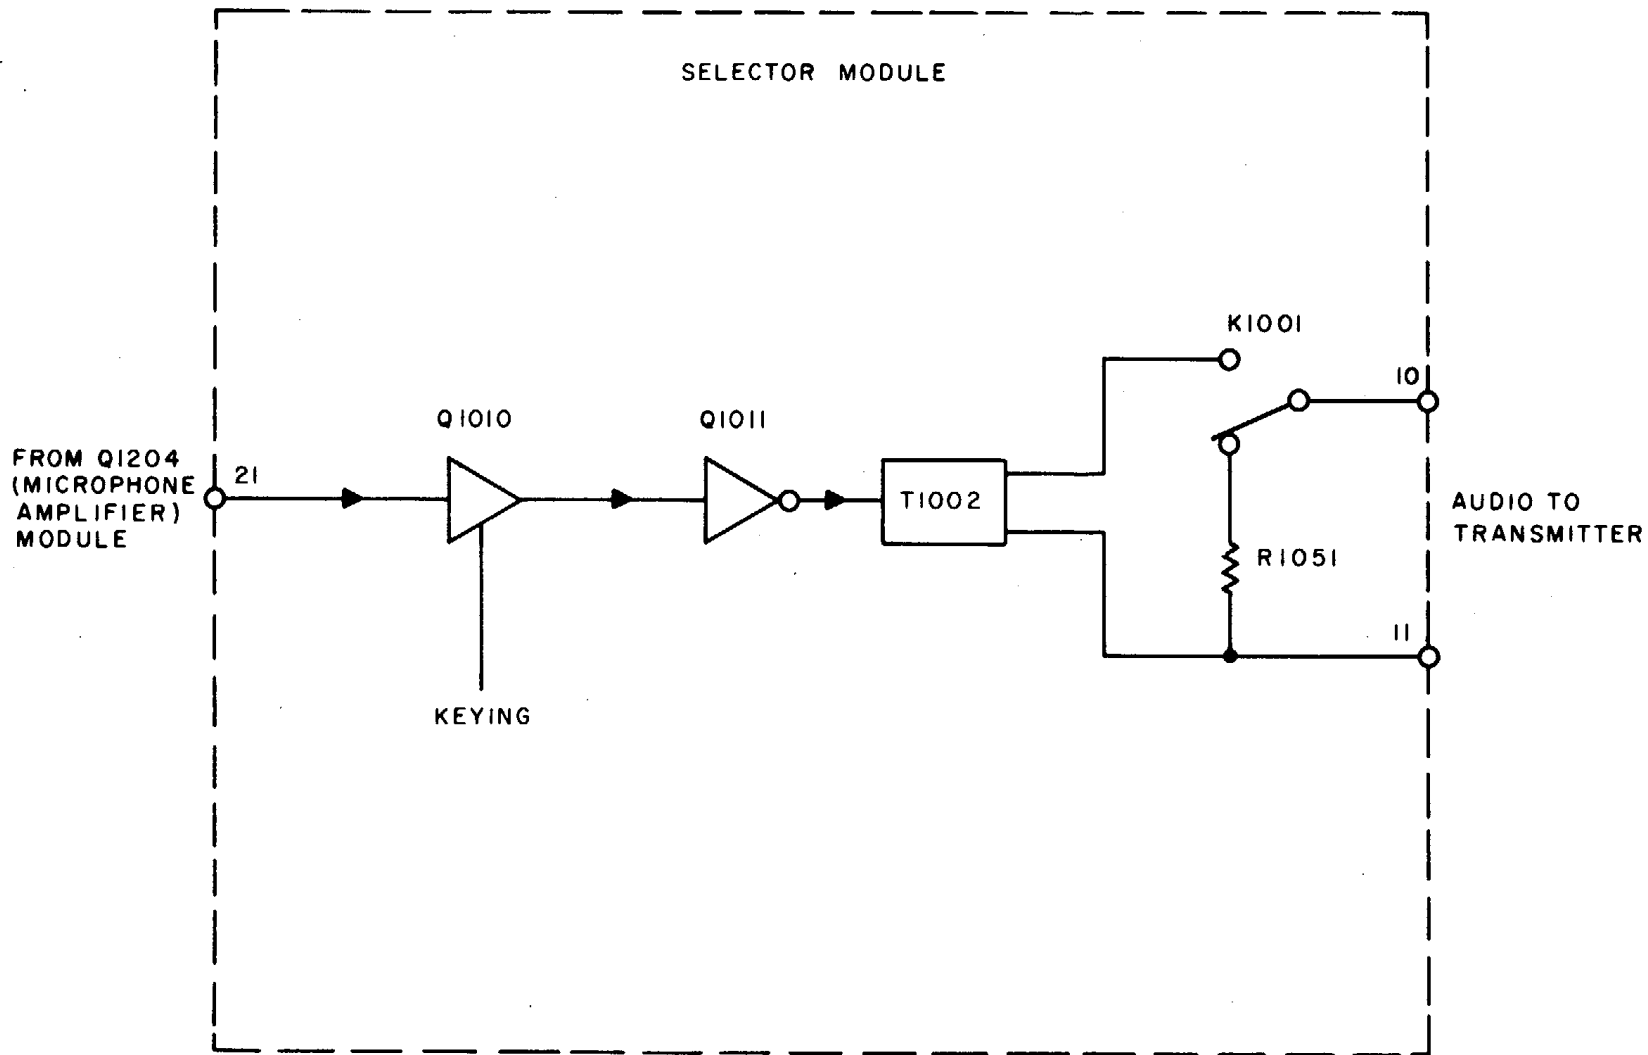 SELECTOR MODULE
K1001
10
Q1010
Q1011
FROM Q1204
(MICROPHONE
AMPLIFIER)
MODULE
21
T1002
AUDIO TO
TRANSMITTER
R1051
11
KEYING